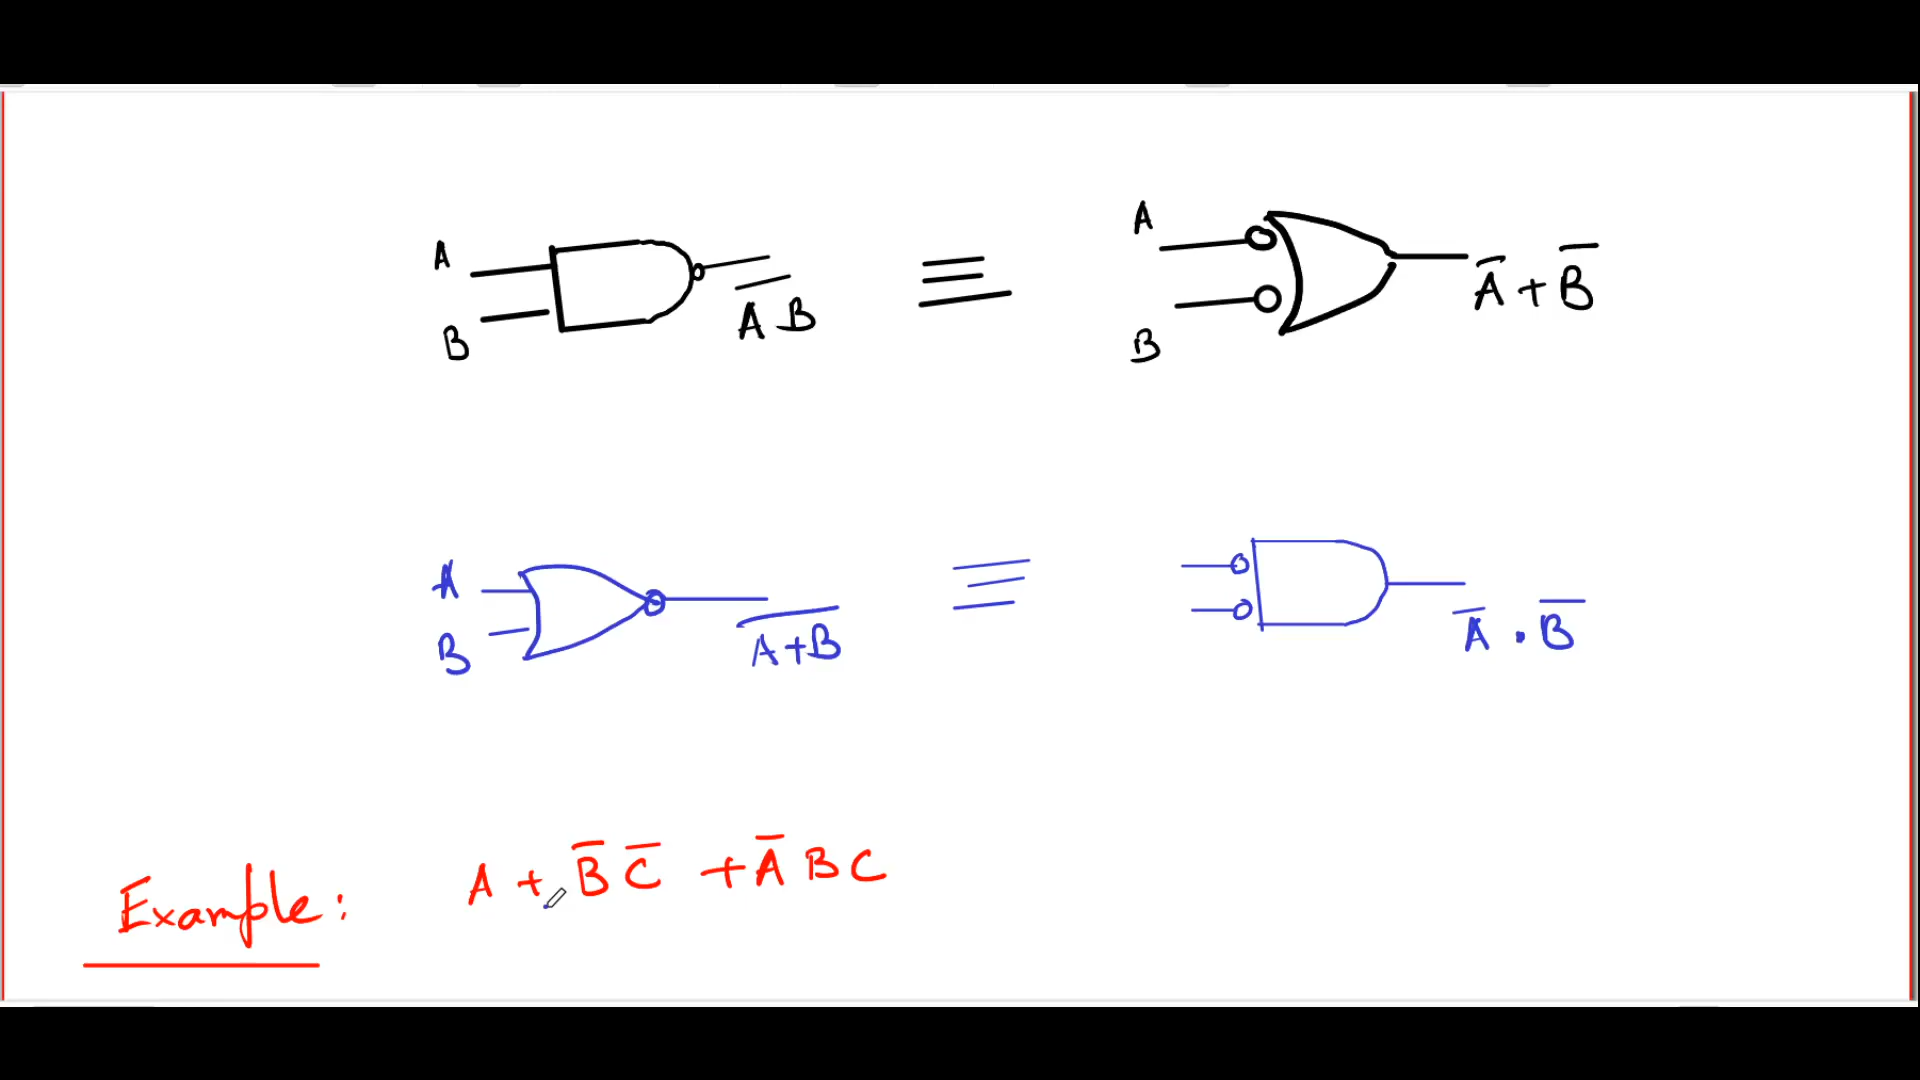 A
B
A̅B̅
≡
A
B
A̅ + B̅
A
B
A̅+̅B̅
≡
A̅ . B̅
Example: A + B̅ C̅ + A̅ B C